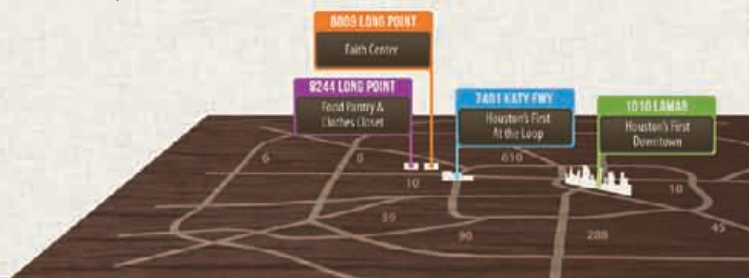 8009 LONG POINT
Faith Center
8244 LONG POINT
Food Pantry &
Clothes Closet
7401 KATY FWY
Houston's First
At the Loop
1010 LAMAR
Houston's First
Downtown
6
8
610
10
10
59
90
288
45